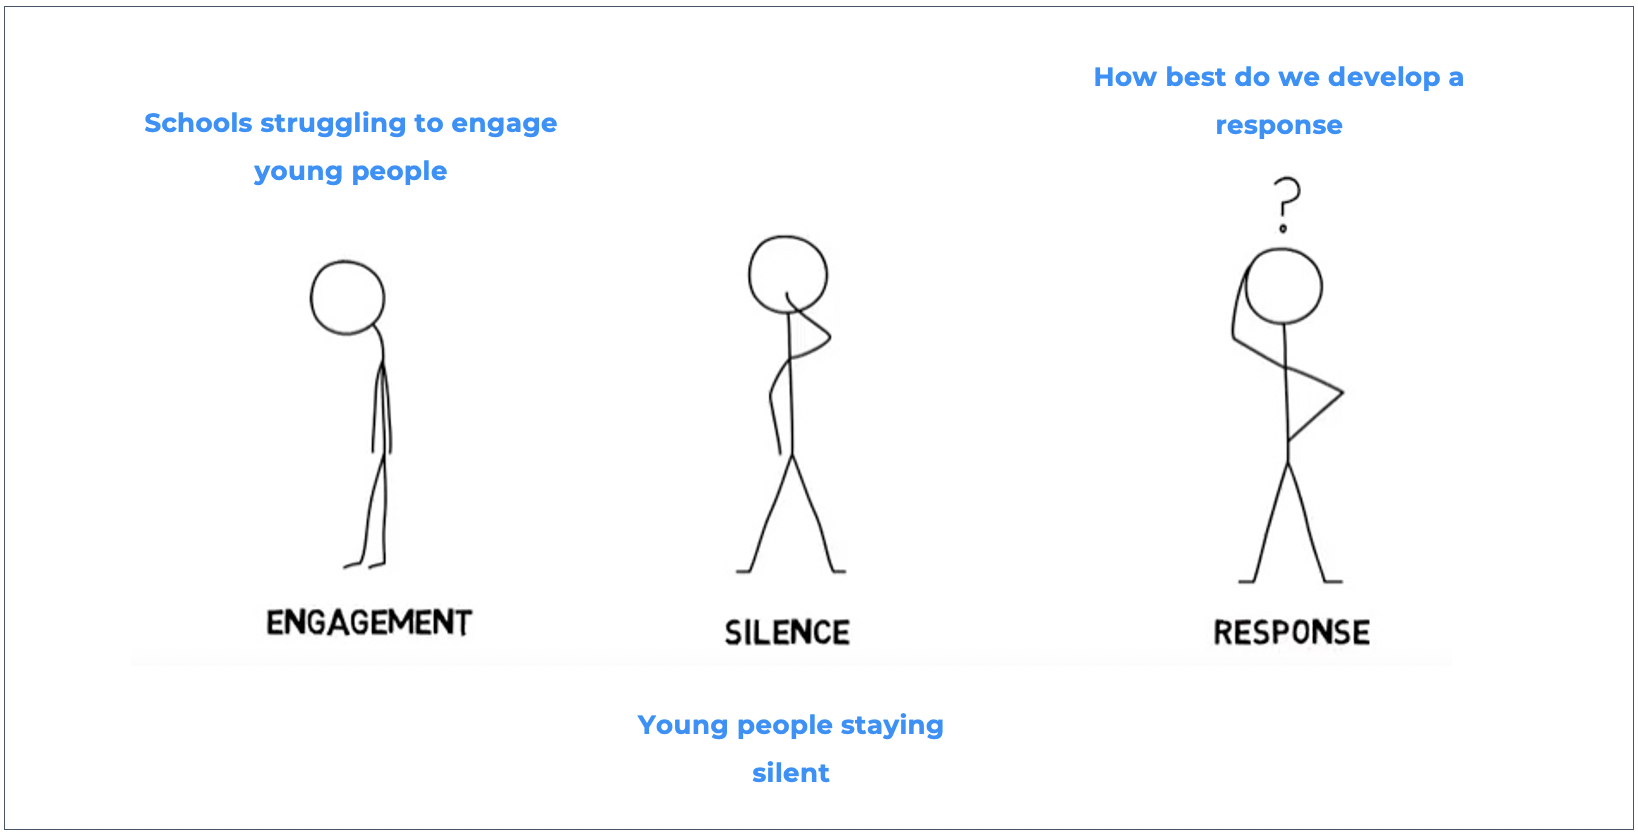 Schools struggling to engage
young people
How best do we develop a
response
?
ENGAGEMENT
SILENCE
RESPONSE
Young people staying
silent